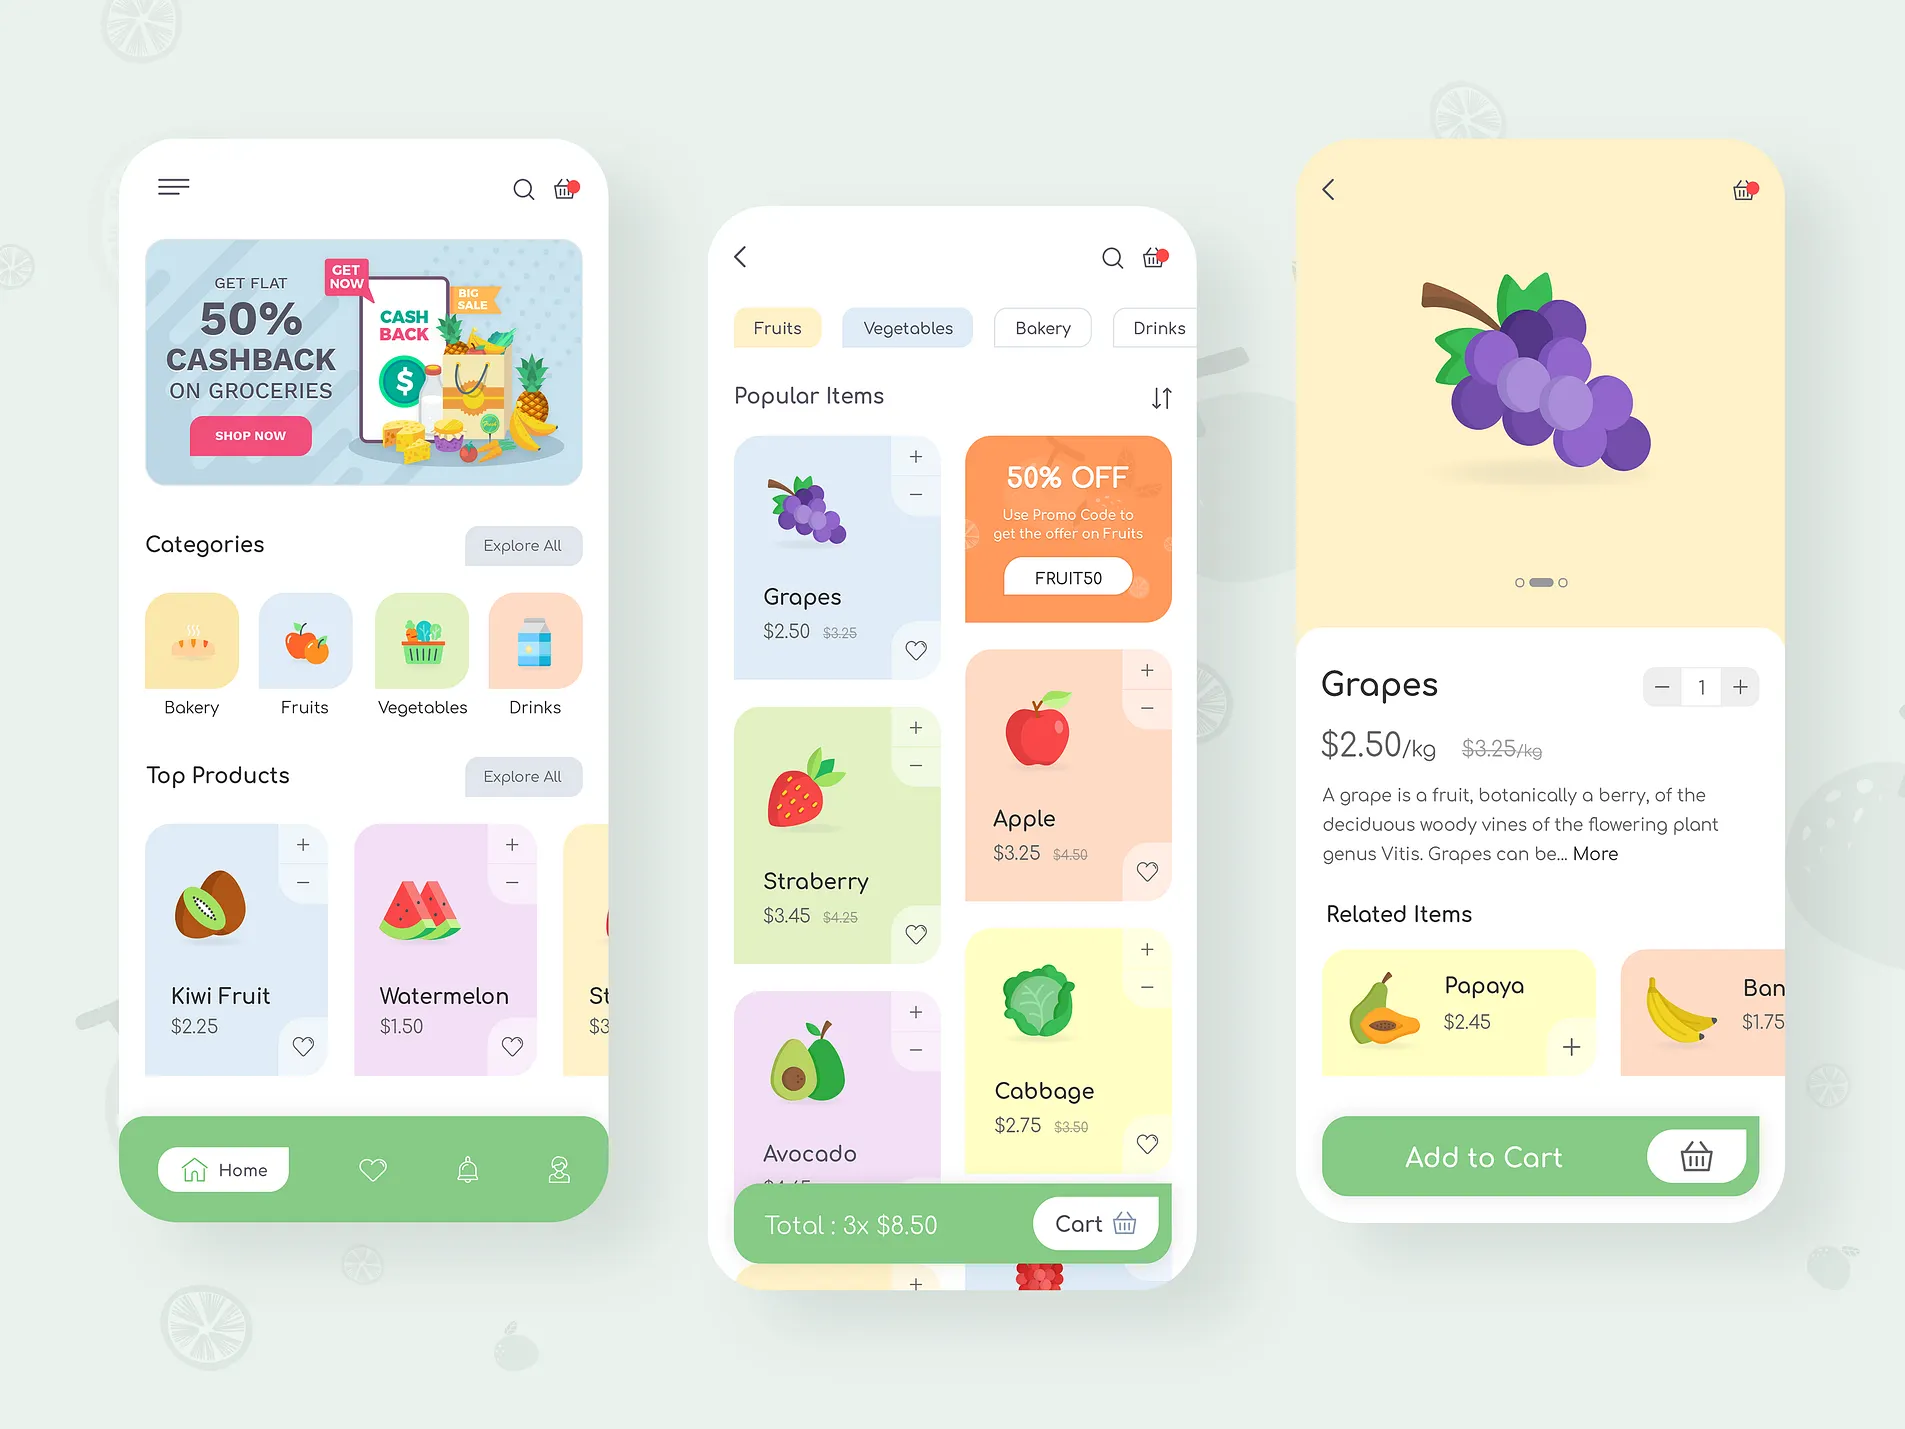 GET FLAT
50%
CASHBACK
ON GROCERIES
SHOP NOW
GET
NOW
CASH
BACK
BIG
SALE
$
Categories
Explore All
Bakery
Fruits
Vegetables
Drinks
Top Products
Explore All
Kiwi Fruit
$2.25
Watermelon
$1.50
St
$3
Home
Fruits
Vegetables
Bakery
Drinks
Popular Items
Grapes
$2.50 $3.25
50% OFF
Use Promo Code to
get the offer on Fruits
FRUIT50
Straberry
$3.45 $4.25
Apple
$3.25 $4.50
Avocado
Cabbage
$2.75 $3.50
Total : 3x $8.50
Cart
Grapes
1
$2.50/kg $3.25/kg
A grape is a fruit, botanically a berry, of the
deciduous woody vines of the flowering plant
genus Vitis. Grapes can be... More
Related Items
Papaya
$2.45
Ban
$1.75
Add to Cart